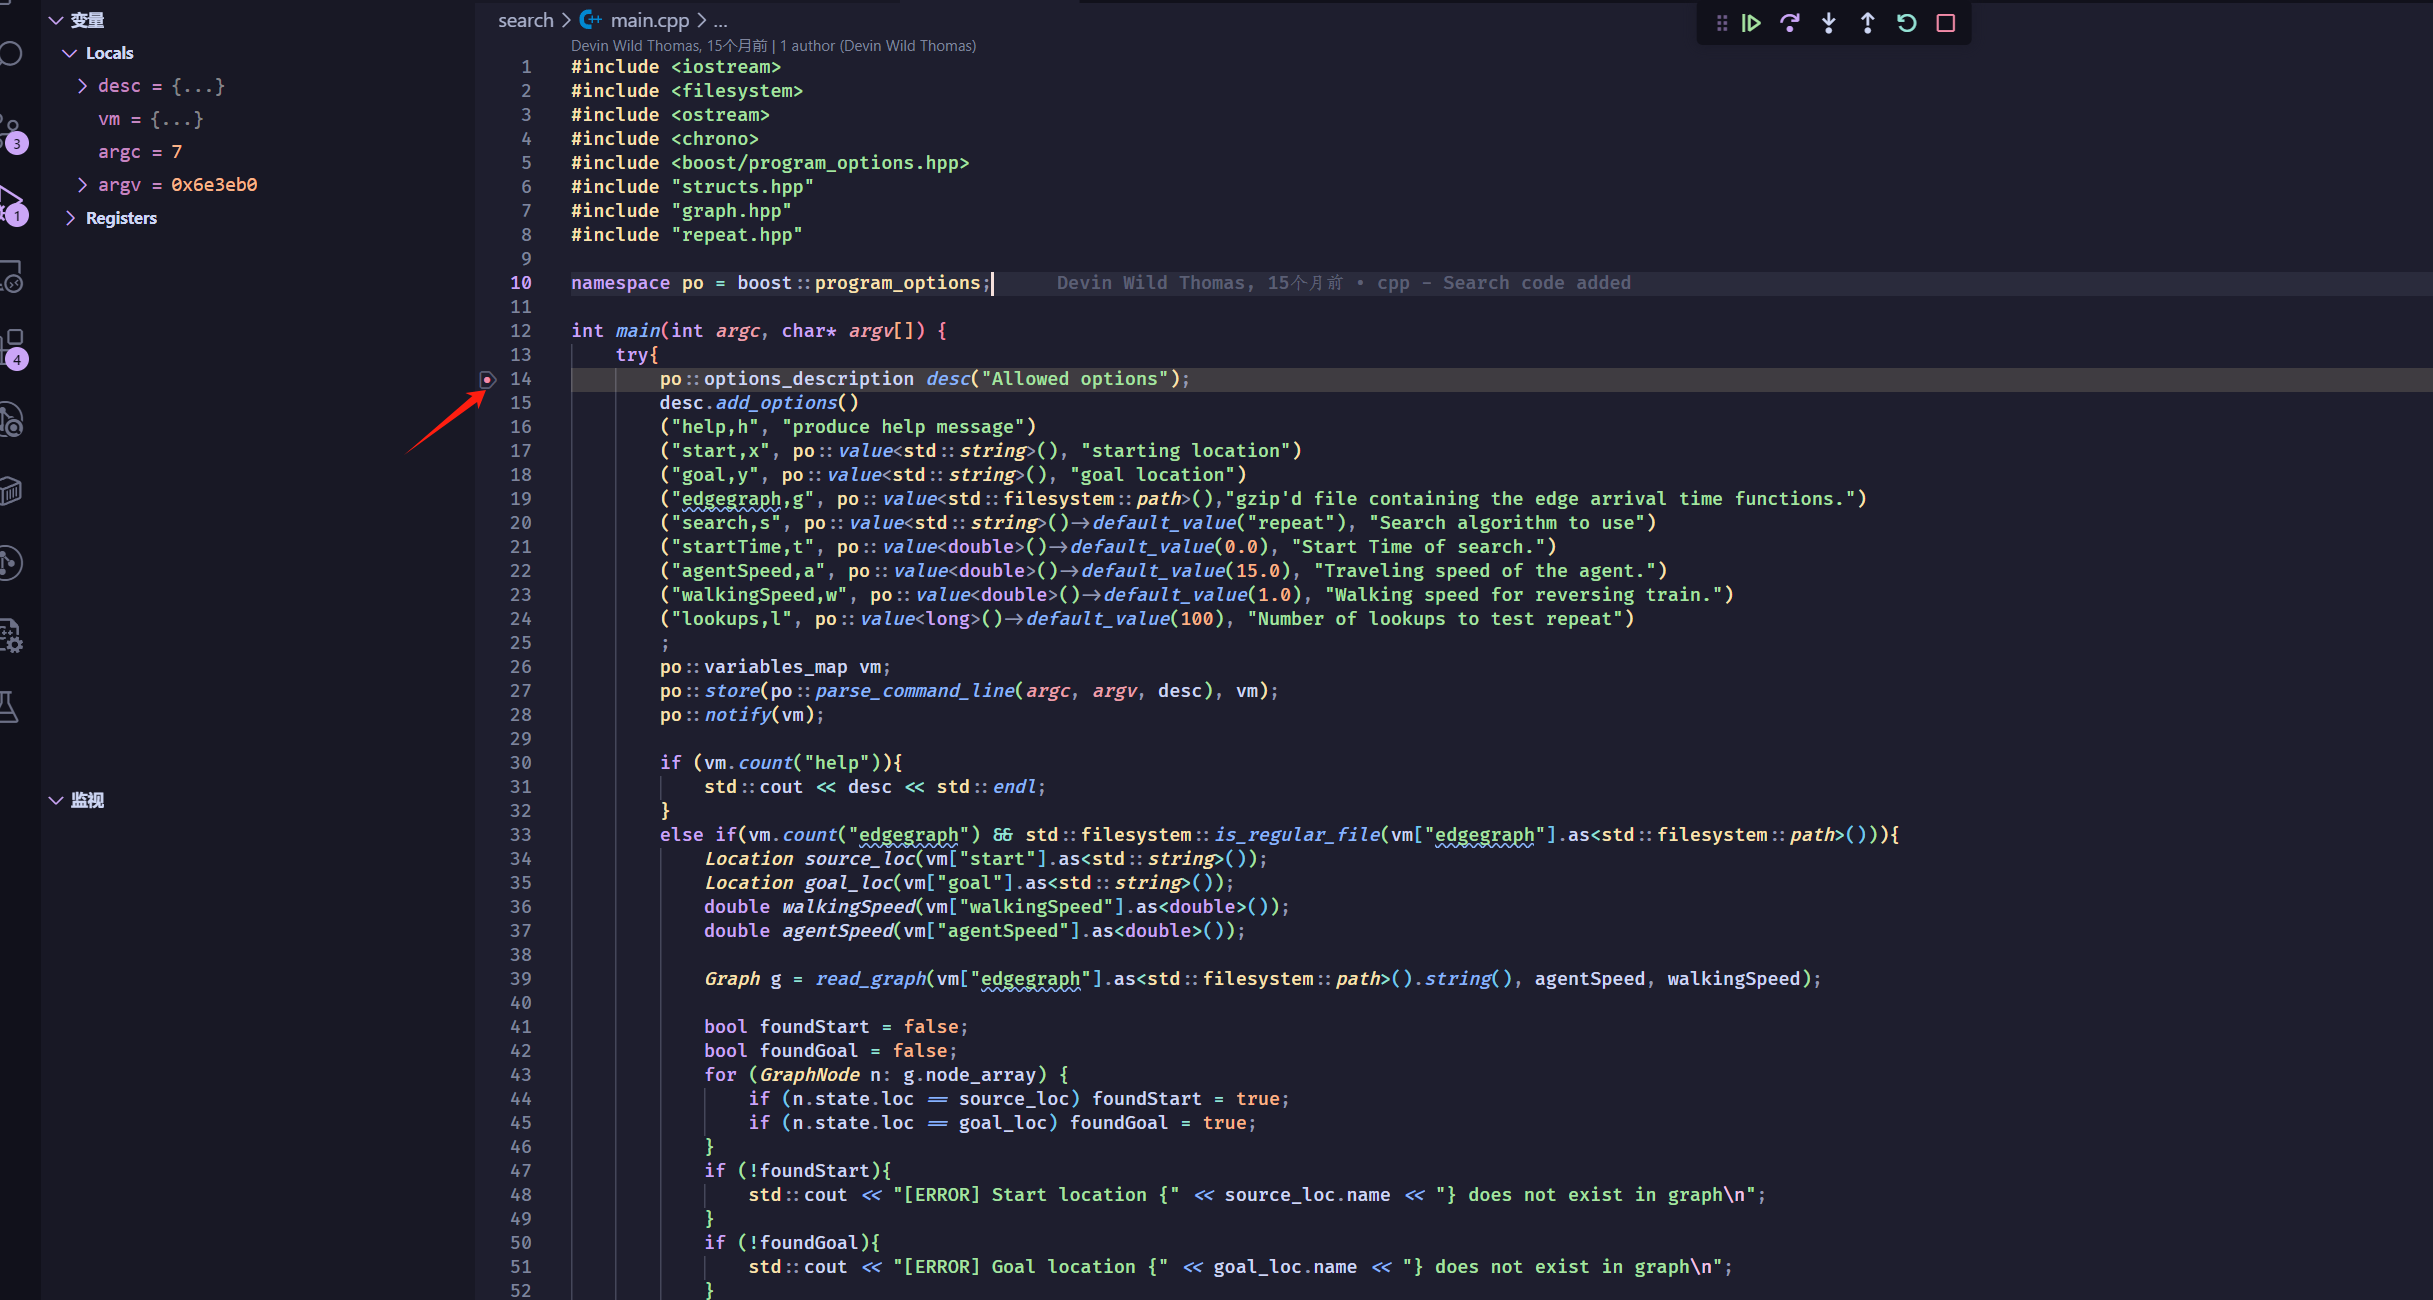 变量
Locals
desc = {...}
vm = {...}
argc = 7
argv = 0x6e3eb0
Registers
监视
3
1
4
search > main.cpp > ...
Devin Wild Thomas, 15个月前 | 1 author (Devin Wild Thomas)
1 #include <iostream>
2 #include <filesystem>
3 #include <ostream>
4 #include <chrono>
5 #include <boost/program_options.hpp>
6 #include "structs.hpp"
7 #include "graph.hpp"
8 #include "repeat.hpp"
9
10 namespace po = boost::program_options; Devin Wild Thomas, 15个月前 • cpp - Search code added
11
12 int main(int argc, char* argv[]) {
13 try{
14 po::options_description desc("Allowed options");
15 desc.add_options()
16 ("help,h", "produce help message")
17 ("start,x", po::value<std::string>(), "starting location")
18 ("goal,y", po::value<std::string>(), "goal location")
19 ("edgegraph,g", po::value<std::filesystem::path>(),"gzip'd file containing the edge arrival time functions.")
20 ("search,s", po::value<std::string>()->default_value("repeat"), "Search algorithm to use")
21 ("startTime,t", po::value<double>()->default_value(0.0), "Start Time of search.")
22 ("agentSpeed,a", po::value<double>()->default_value(15.0), "Traveling speed of the agent.")
23 ("walkingSpeed,w", po::value<double>()->default_value(1.0), "Walking speed for reversing train.")
24 ("lookups,l", po::value<long>()->default_value(100), "Number of lookups to test repeat")
25 ;
26 po::variables_map vm;
27 po::store(po::parse_command_line(argc, argv, desc), vm);
28 po::notify(vm);
29
30 if (vm.count("help")){
31 std::cout << desc << std::endl;
32 }
33 else if(vm.count("edgegraph") && std::filesystem::is_regular_file(vm["edgegraph"].as<std::filesystem::path>())){
34 Location source_loc(vm["start"].as<std::string>());
35 Location goal_loc(vm["goal"].as<std::string>());
36 double walkingSpeed(vm["walkingSpeed"].as<double>());
37 double agentSpeed(vm["agentSpeed"].as<double>());
38
39 Graph g = read_graph(vm["edgegraph"].as<std::filesystem::path>().string(), agentSpeed, walkingSpeed);
40
41 bool foundStart = false;
42 bool foundGoal = false;
43 for (GraphNode n: g.node_array) {
44 if (n.state.loc == source_loc) foundStart = true;
45 if (n.state.loc == goal_loc) foundGoal = true;
46 }
47 if (!foundStart){
48 std::cout << "[ERROR] Start location {" << source_loc.name << "} does not exist in graph\n";
49 }
50 if (!foundGoal){
51 std::cout << "[ERROR] Goal location {" << goal_loc.name << "} does not exist in graph\n";
52 }